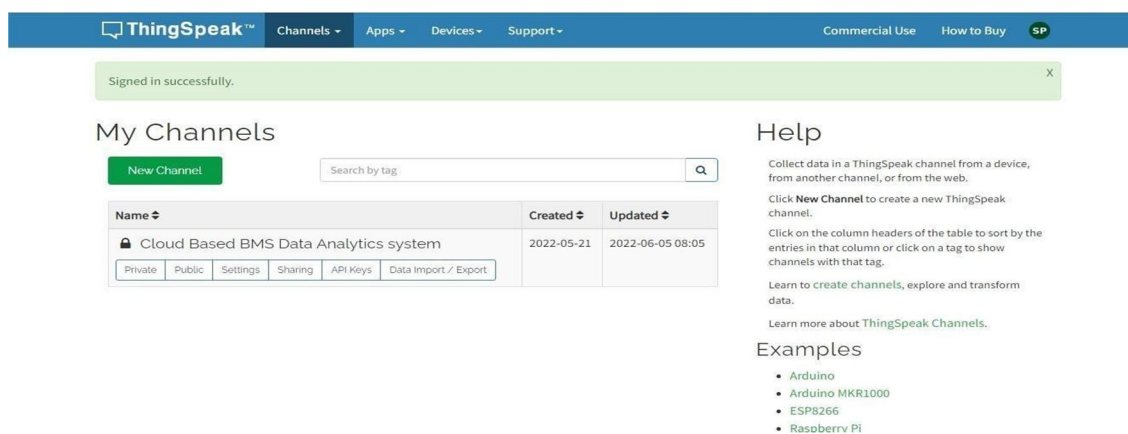 ThingSpeak™ Channels Apps Devices Support Commercial Use How to Buy SP
Signed in successfully. X
My Channels
New Channel Search by tag
Name Created Updated
Cloud Based BMS Data Analytics system 2022-05-21 2022-06-05 08:05
Private Public Settings Sharing API Keys Data Import / Export
Help
Collect data in a ThingSpeak channel from a device,
from another channel, or from the web.
Click New Channel to create a new ThingSpeak
channel.
Click on the column headers of the table to sort by the
entries in that column or click on a tag to show
channels with that tag.
Learn to create channels, explore and transform
data.
Learn more about ThingSpeak Channels.
Examples
• Arduino
• Arduino MKR1000
• ESP8266
• Raspberry Pi